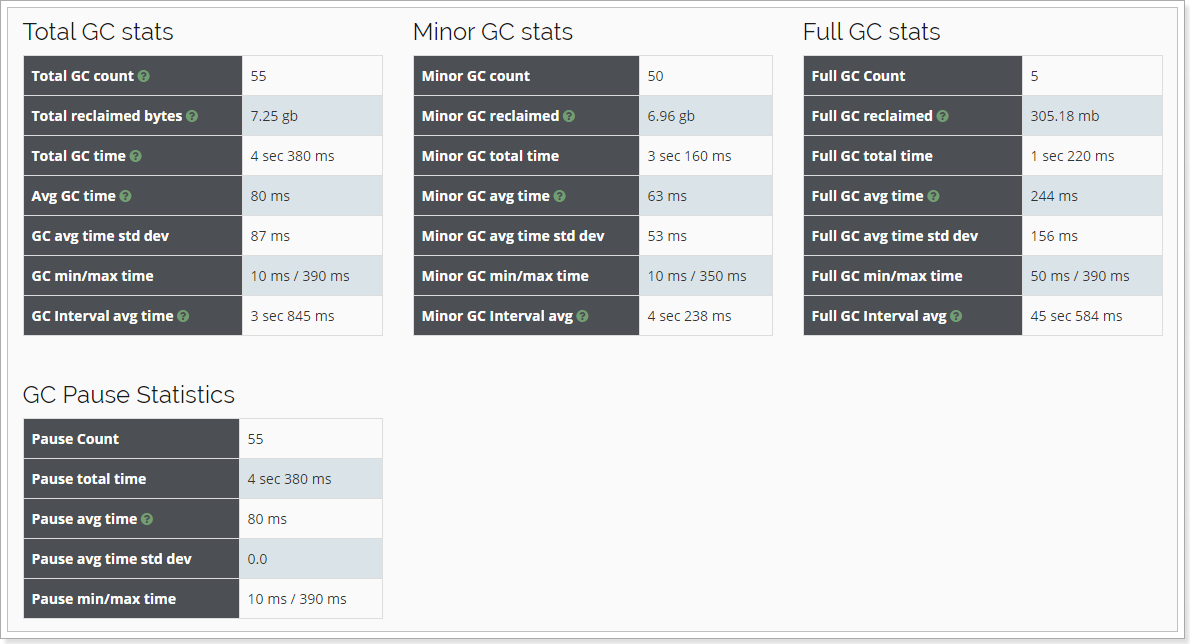 Total GC stats
Total GC count 55
Total reclaimed bytes 7.25 gb
Total GC time 4 sec 380 ms
Avg GC time 80 ms
GC avg time std dev 87 ms
GC min/max time 10 ms / 390 ms
GC Interval avg time 3 sec 845 ms
Minor GC stats
Minor GC count 50
Minor GC reclaimed 6.96 gb
Minor GC total time 3 sec 160 ms
Minor GC avg time 63 ms
Minor GC avg time std dev 53 ms
Minor GC min/max time 10 ms / 350 ms
Minor GC Interval avg 4 sec 238 ms
Full GC stats
Full GC Count 5
Full GC reclaimed 305.18 mb
Full GC total time 1 sec 220 ms
Full GC avg time 244 ms
Full GC avg time std dev 156 ms
Full GC min/max time 50 ms / 390 ms
Full GC Interval avg 45 sec 584 ms
GC Pause Statistics
Pause Count 55
Pause total time 4 sec 380 ms
Pause avg time 80 ms
Pause avg time std dev 0.0
Pause min/max time 10 ms / 390 ms